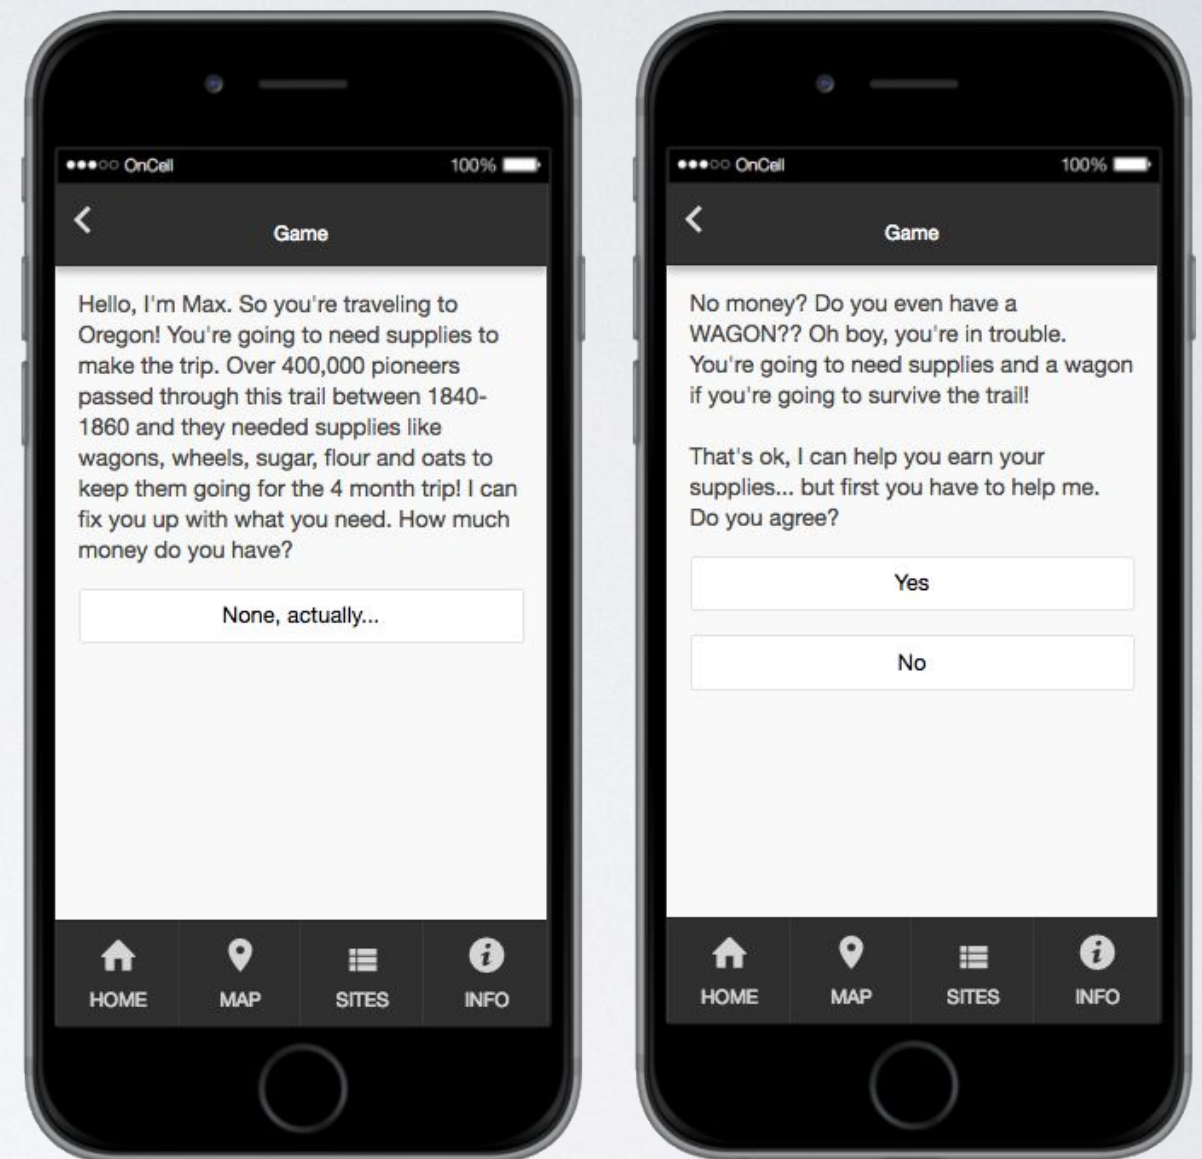 OnCell 100%
Game
Hello, I'm Max. So you're traveling to
Oregon! You're going to need supplies to
make the trip. Over 400,000 pioneers
passed through this trail between 1840-
1860 and they needed supplies like
wagons, wheels, sugar, flour and oats to
keep them going for the 4 month trip! I can
fix you up with what you need. How much
money do you have?
None, actually...
HOME MAP SITES INFO
OnCell 100%
Game
No money? Do you even have a
WAGON?? Oh boy, you're in trouble.
You're going to need supplies and a wagon
if you're going to survive the trail!
That's ok, I can help you earn your
supplies... but first you have to help me.
Do you agree?
Yes
No
HOME MAP SITES INFO